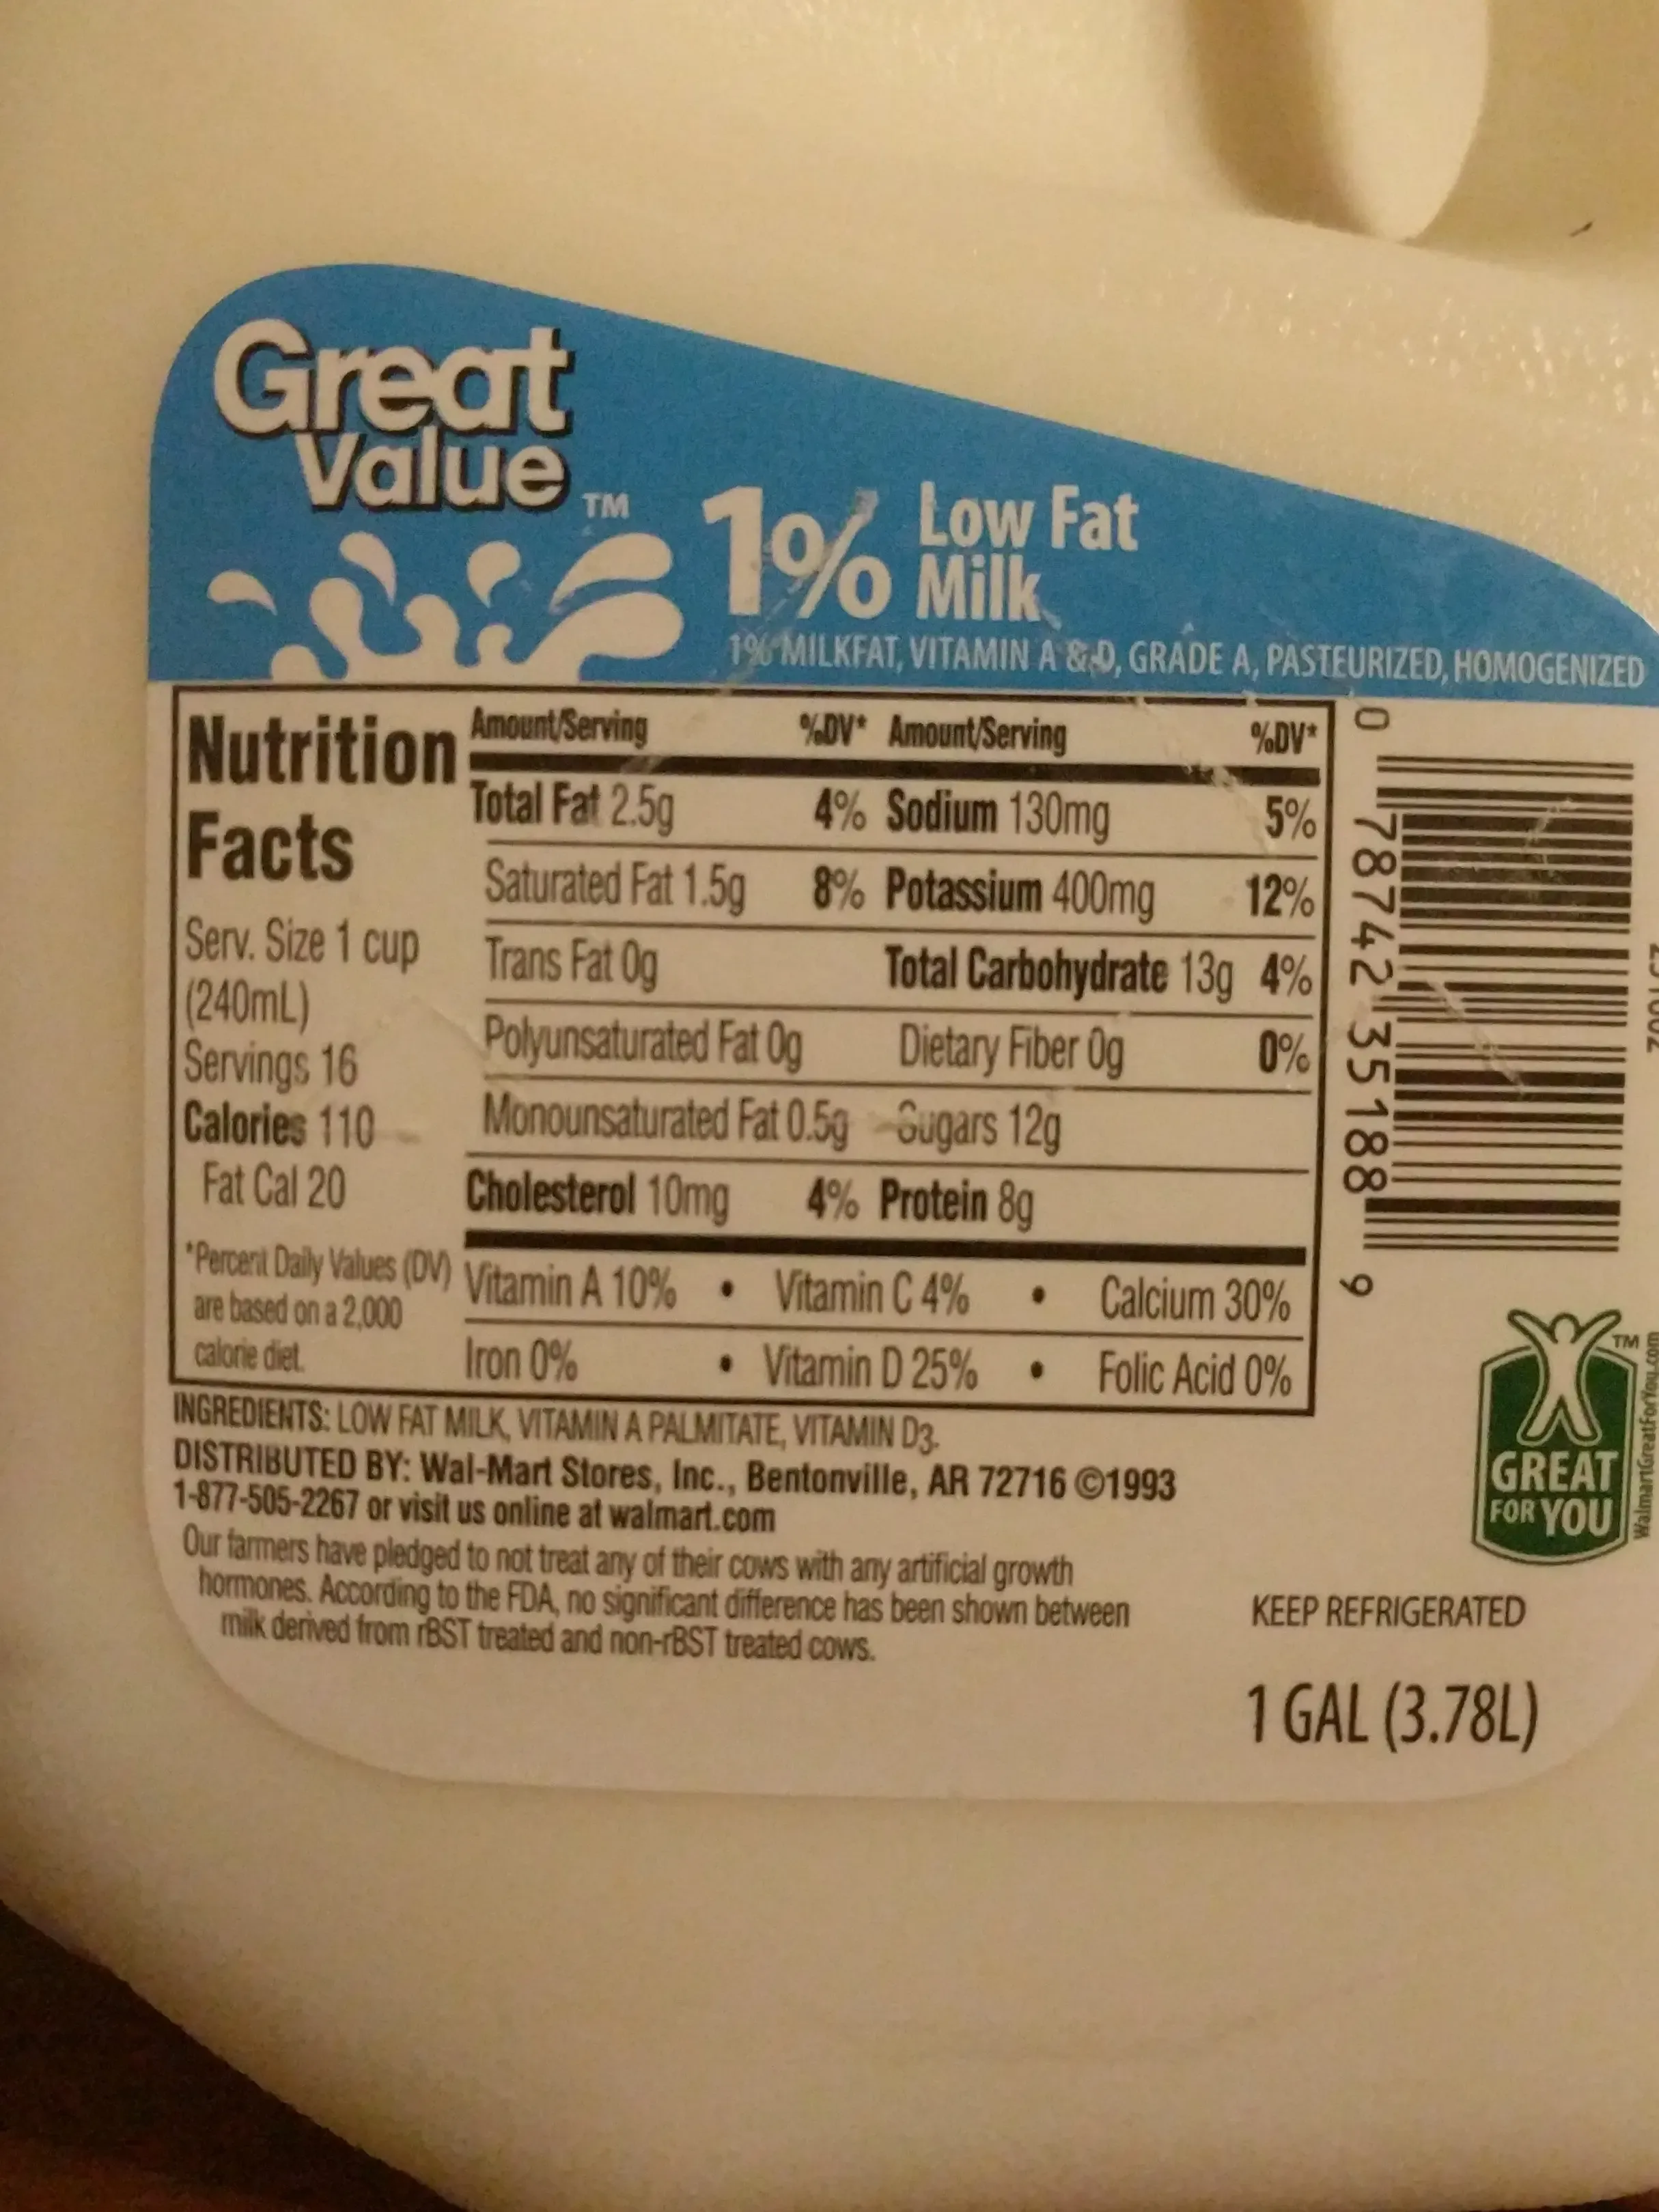 Great
Value
TM
1% Low Fat
Milk
1% MILKFAT, VITAMIN A & D, GRADE A, PASTEURIZED, HOMOGENIZED
Nutrition
Facts
Serv. Size 1 cup
(240mL)
Servings 16
Calories 110
Fat Cal 20
*Percent Daily Values (DV)
are based on a 2,000
calorie diet.
Amount/Serving %DV* Amount/Serving %DV*
Total Fat 2.5g 4% Sodium 130mg 5%
Saturated Fat 1.5g 8% Potassium 400mg 12%
Trans Fat 0g Total Carbohydrate 13g 4%
Polyunsaturated Fat 0g Dietary Fiber 0g 0%
Monounsaturated Fat 0.5g Sugars 12g
Cholesterol 10mg 4% Protein 8g
Vitamin A 10% • Vitamin C 4% • Calcium 30%
Iron 0% • Vitamin D 25% • Folic Acid 0%
INGREDIENTS: LOW FAT MILK, VITAMIN A PALMITATE, VITAMIN D3.
DISTRIBUTED BY: Wal-Mart Stores, Inc., Bentonville, AR 72716 ©1993
1-877-505-2267 or visit us online at walmart.com
Our farmers have pledged to not treat any of their cows with any artificial growth
hormones. According to the FDA, no significant difference has been shown between
milk derived from rBST treated and non-rBST treated cows.
0 78742 35188 9
TM
GREAT
FOR YOU
WalmartGreatForYou.com
KEEP REFRIGERATED
1 GAL (3.78L)